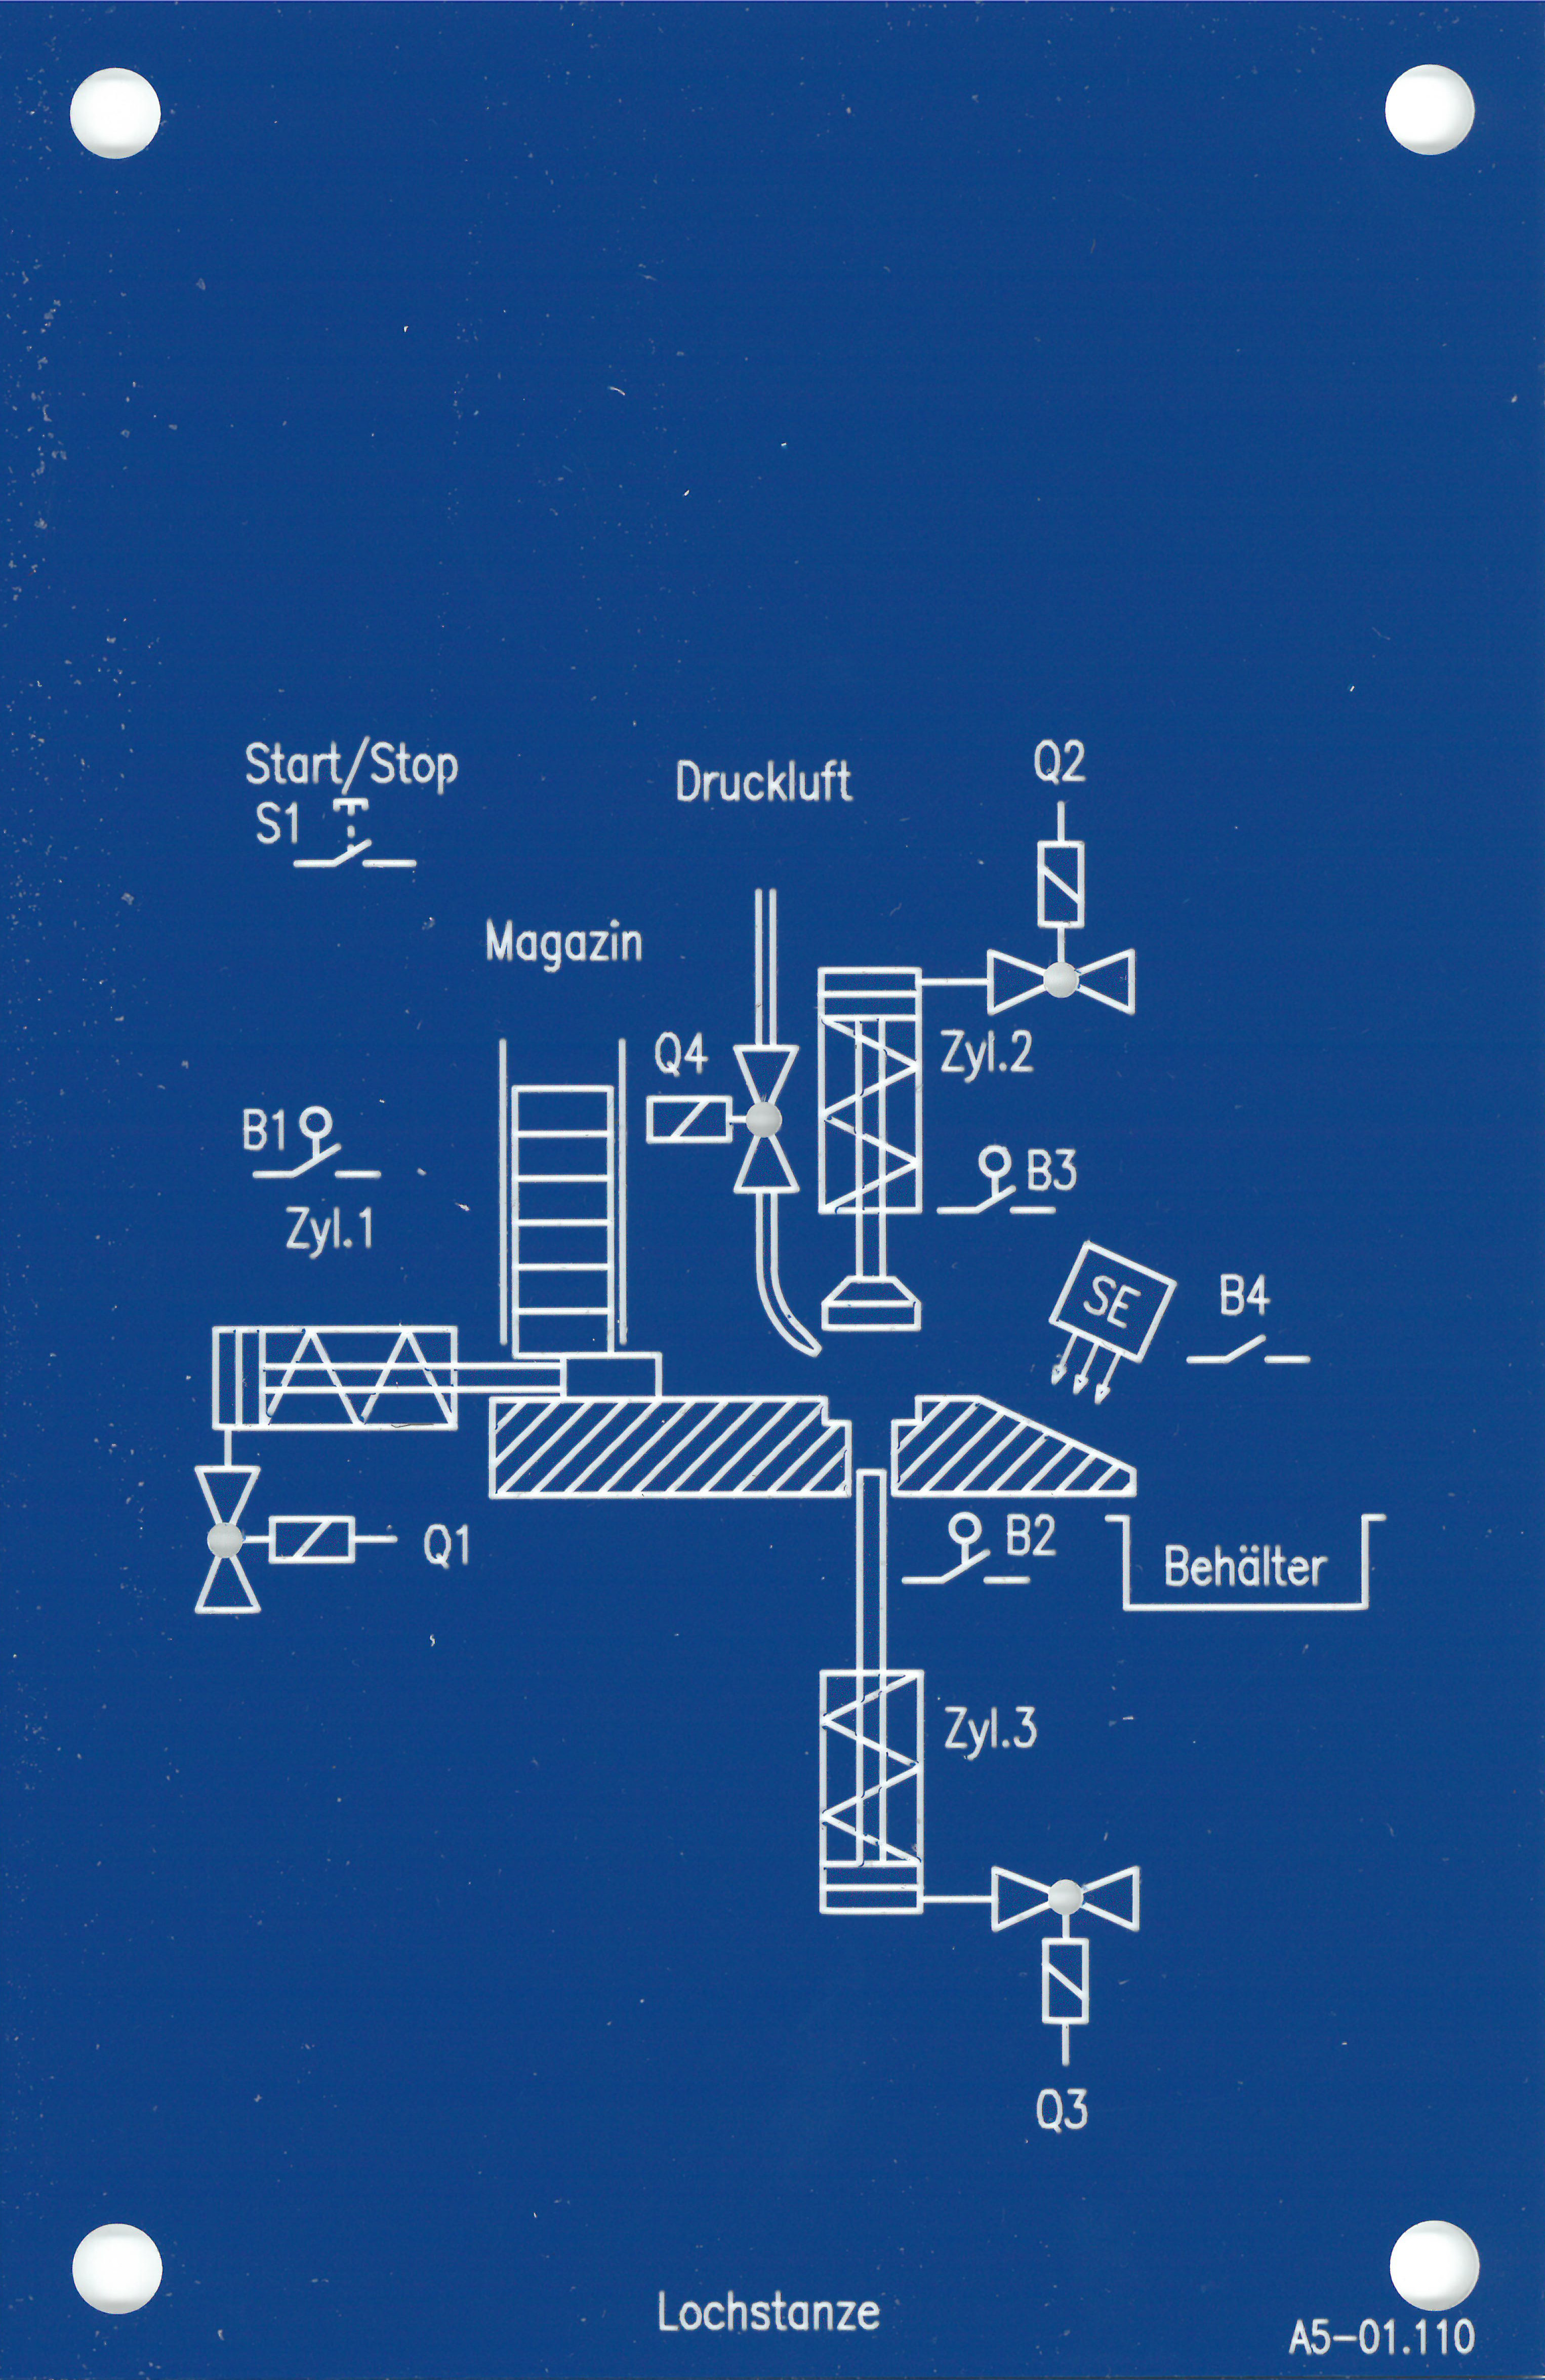 Start/Stop
S1
Druckluft
Q2
Magazin
Q4
Zyl.2
B1
B3
Zyl.1
SE
B4
Q1
B2
Behälter
Zyl.3
Q3
Lochstanze
A5-01.110